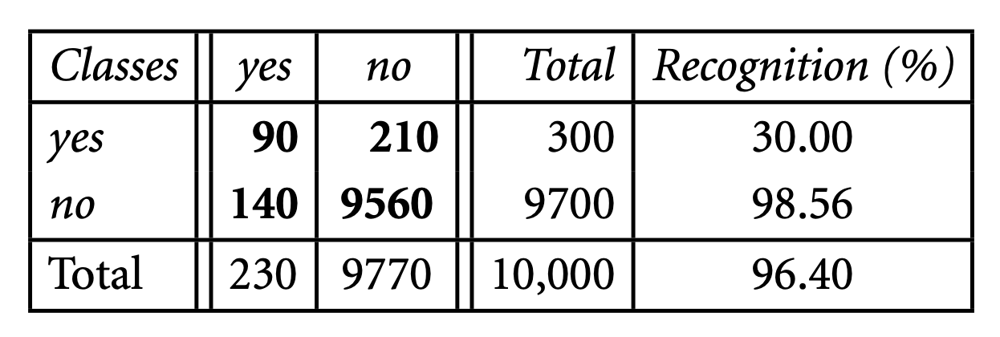 Classes yes no Total Recognition (%)
yes 90 210 300 30.00
no 140 9560 9700 98.56
Total 230 9770 10,000 96.40